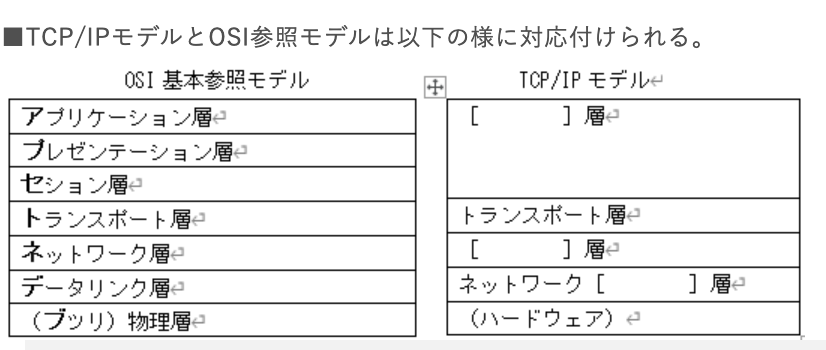 ■TCP/IPモデルとOSI参照モデルは以下の様に対応付けられる。
OSI 基本参照モデル
アプリケーション層↵
プレゼンテーション層↵
セション層↵
トランスポート層↵
ネットワーク層↵
データリンク層↵
（ブツリ）物理層↵
TCP/IP モデル↵
[　　　　] 層↵
トランスポート層↵
[　　　　] 層↵
ネットワーク [　　　　] 層↵
（ハードウェア）↵